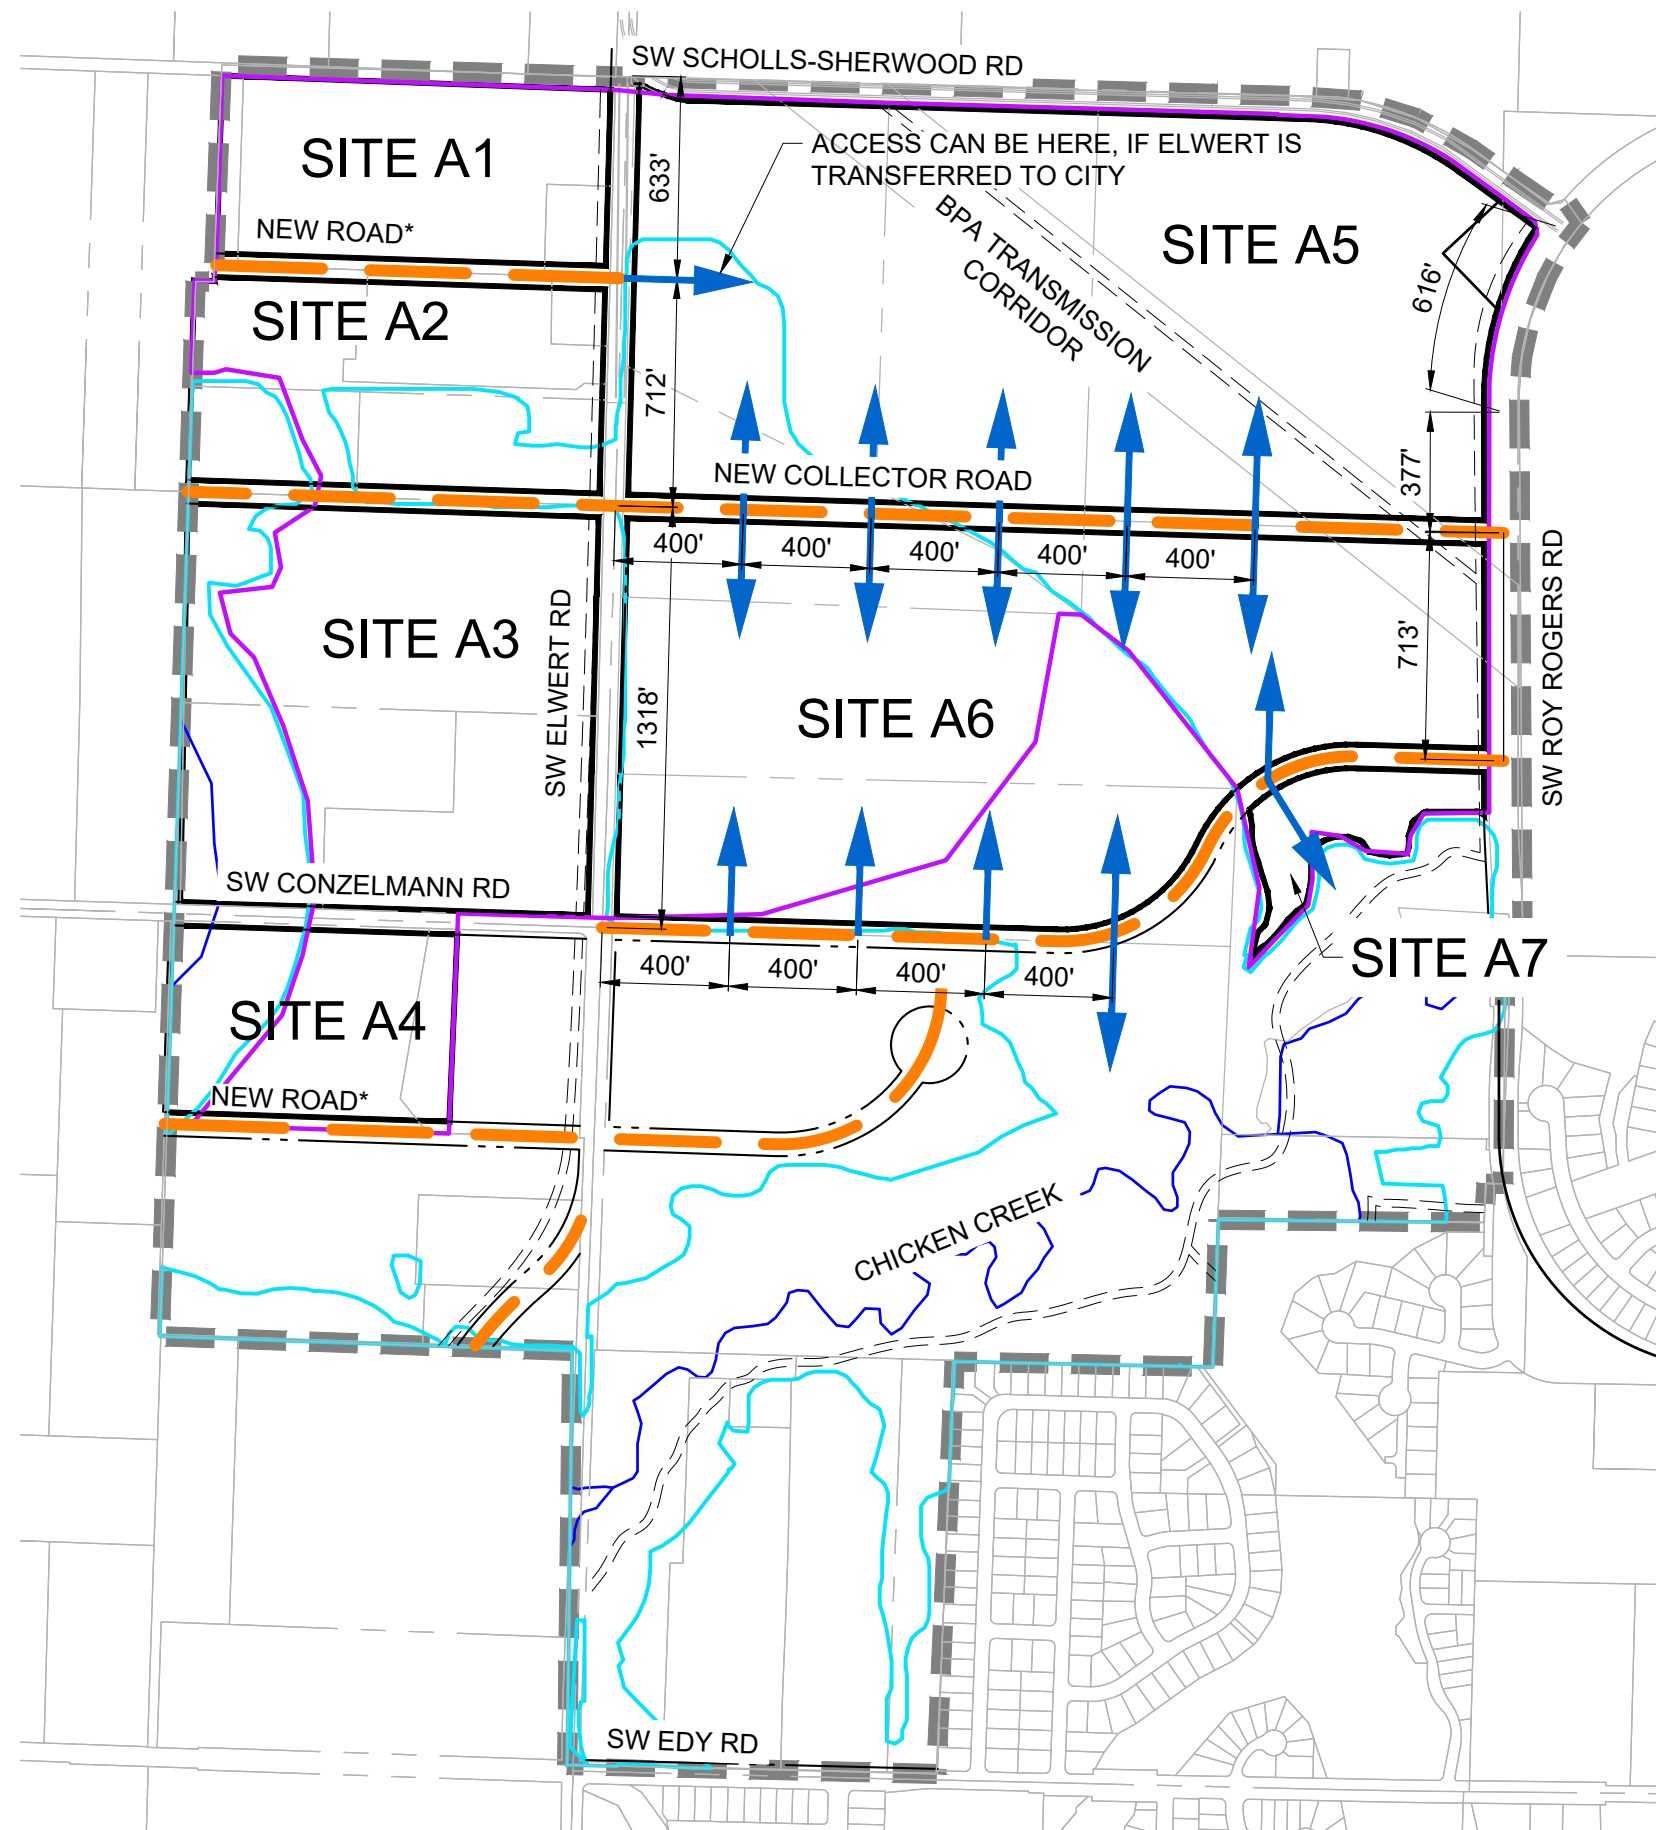 SW SCHOLLS-SHERWOOD RD
SITE A1
633'
ACCESS CAN BE HERE, IF ELWERT IS
TRANSFERRED TO CITY
NEW ROAD*
BPA TRANSMISSION
CORRIDOR
SITE A5
616'
SITE A2
712'
377'
NEW COLLECTOR ROAD
400'
400'
400'
400'
400'
SW ROY ROGERS RD
SITE A3
SW ELWERT RD
1318'
SITE A6
713'
SW CONZELMANN RD
SITE A7
400'
400'
400'
400'
SITE A4
NEW ROAD*
CHICKEN CREEK
SW EDY RD